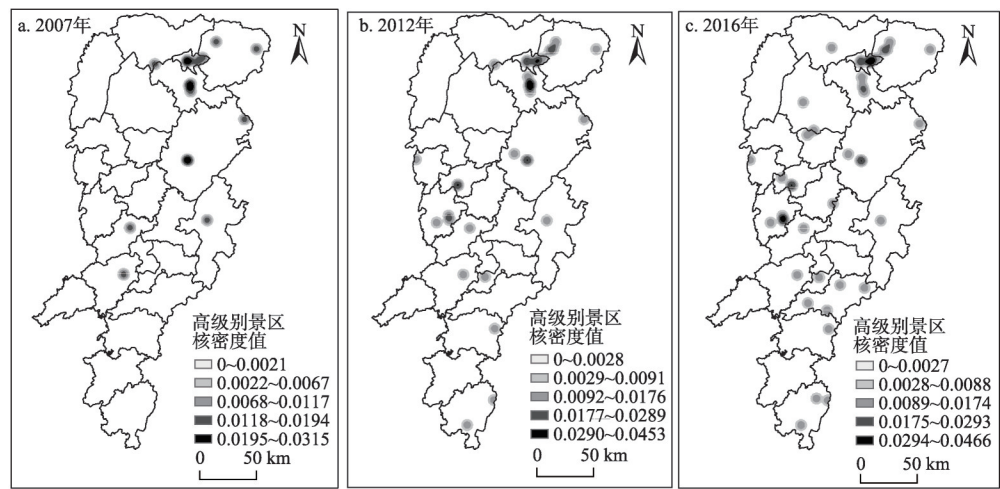 a. 2007年
N
高级别景区
核密度值
0~0.0021
0.0022~0.0067
0.0068~0.0117
0.0118~0.0194
0.0195~0.0315
0 50 km
b. 2012年
N
高级别景区
核密度值
0~0.0028
0.0029~0.0091
0.0092~0.0176
0.0177~0.0289
0.0290~0.0453
0 50 km
c. 2016年
N
高级别景区
核密度值
0~0.0027
0.0028~0.0088
0.0089~0.0174
0.0175~0.0293
0.0294~0.0466
0 50 km